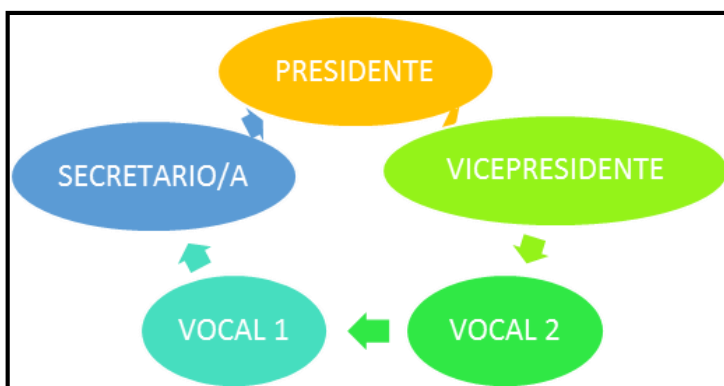 PRESIDENTE
SECRETARIO/A
VICEPRESIDENTE
VOCAL 1
VOCAL 2